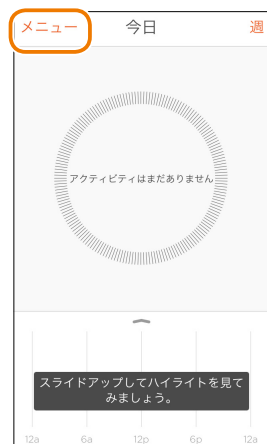 メニュー 今日 週
アクティビティはまだありません
スライドアップしてハイライトを見て
みましょう。
12a 6a 12p 6p 12a